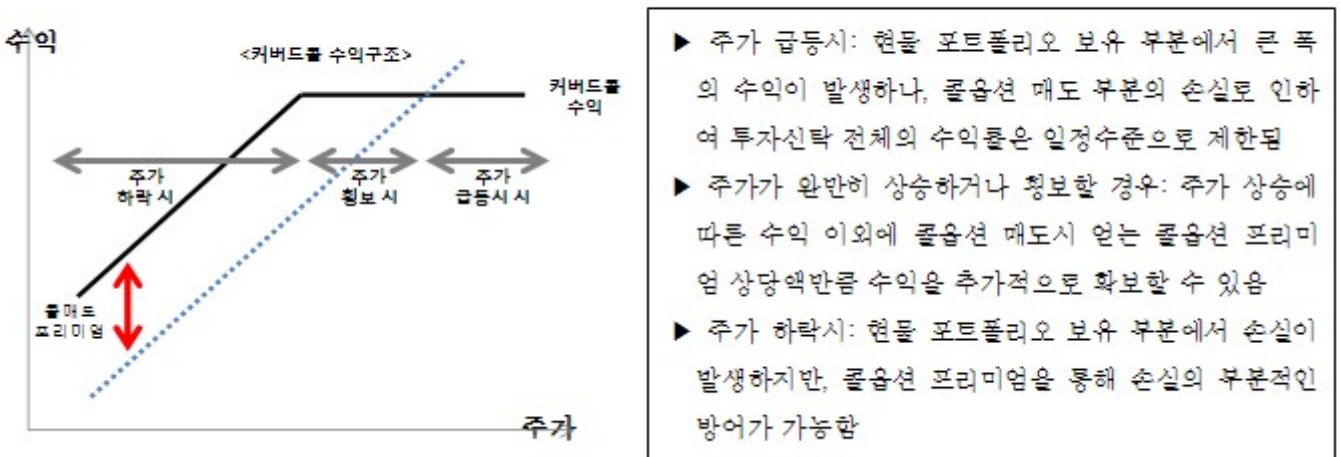 수익
<커버드콜 수익구조>
커버드콜
수익
주가
하락 시
주가
횡보 시
주가
급등시 시
콜매도
프리미엄
주가
▶ 주가 급등시: 현물 포트폴리오 보유 부분에서 큰 폭
의 수익이 발생하나, 콜옵션 매도 부분의 손실로 인하
여 투자신탁 전체의 수익률은 일정수준으로 제한됨
▶ 주가가 완만히 상승하거나 횡보할 경우: 주가 상승에
따른 수익 이외에 콜옵션 매도시 얻는 콜옵션 프리미
엄 상당액만큼 수익을 추가적으로 확보할 수 있음
▶ 주가 하락시: 현물 포트폴리오 보유 부분에서 손실이
발생하지만, 콜옵션 프리미엄을 통해 손실의 부분적인
방어가 가능함